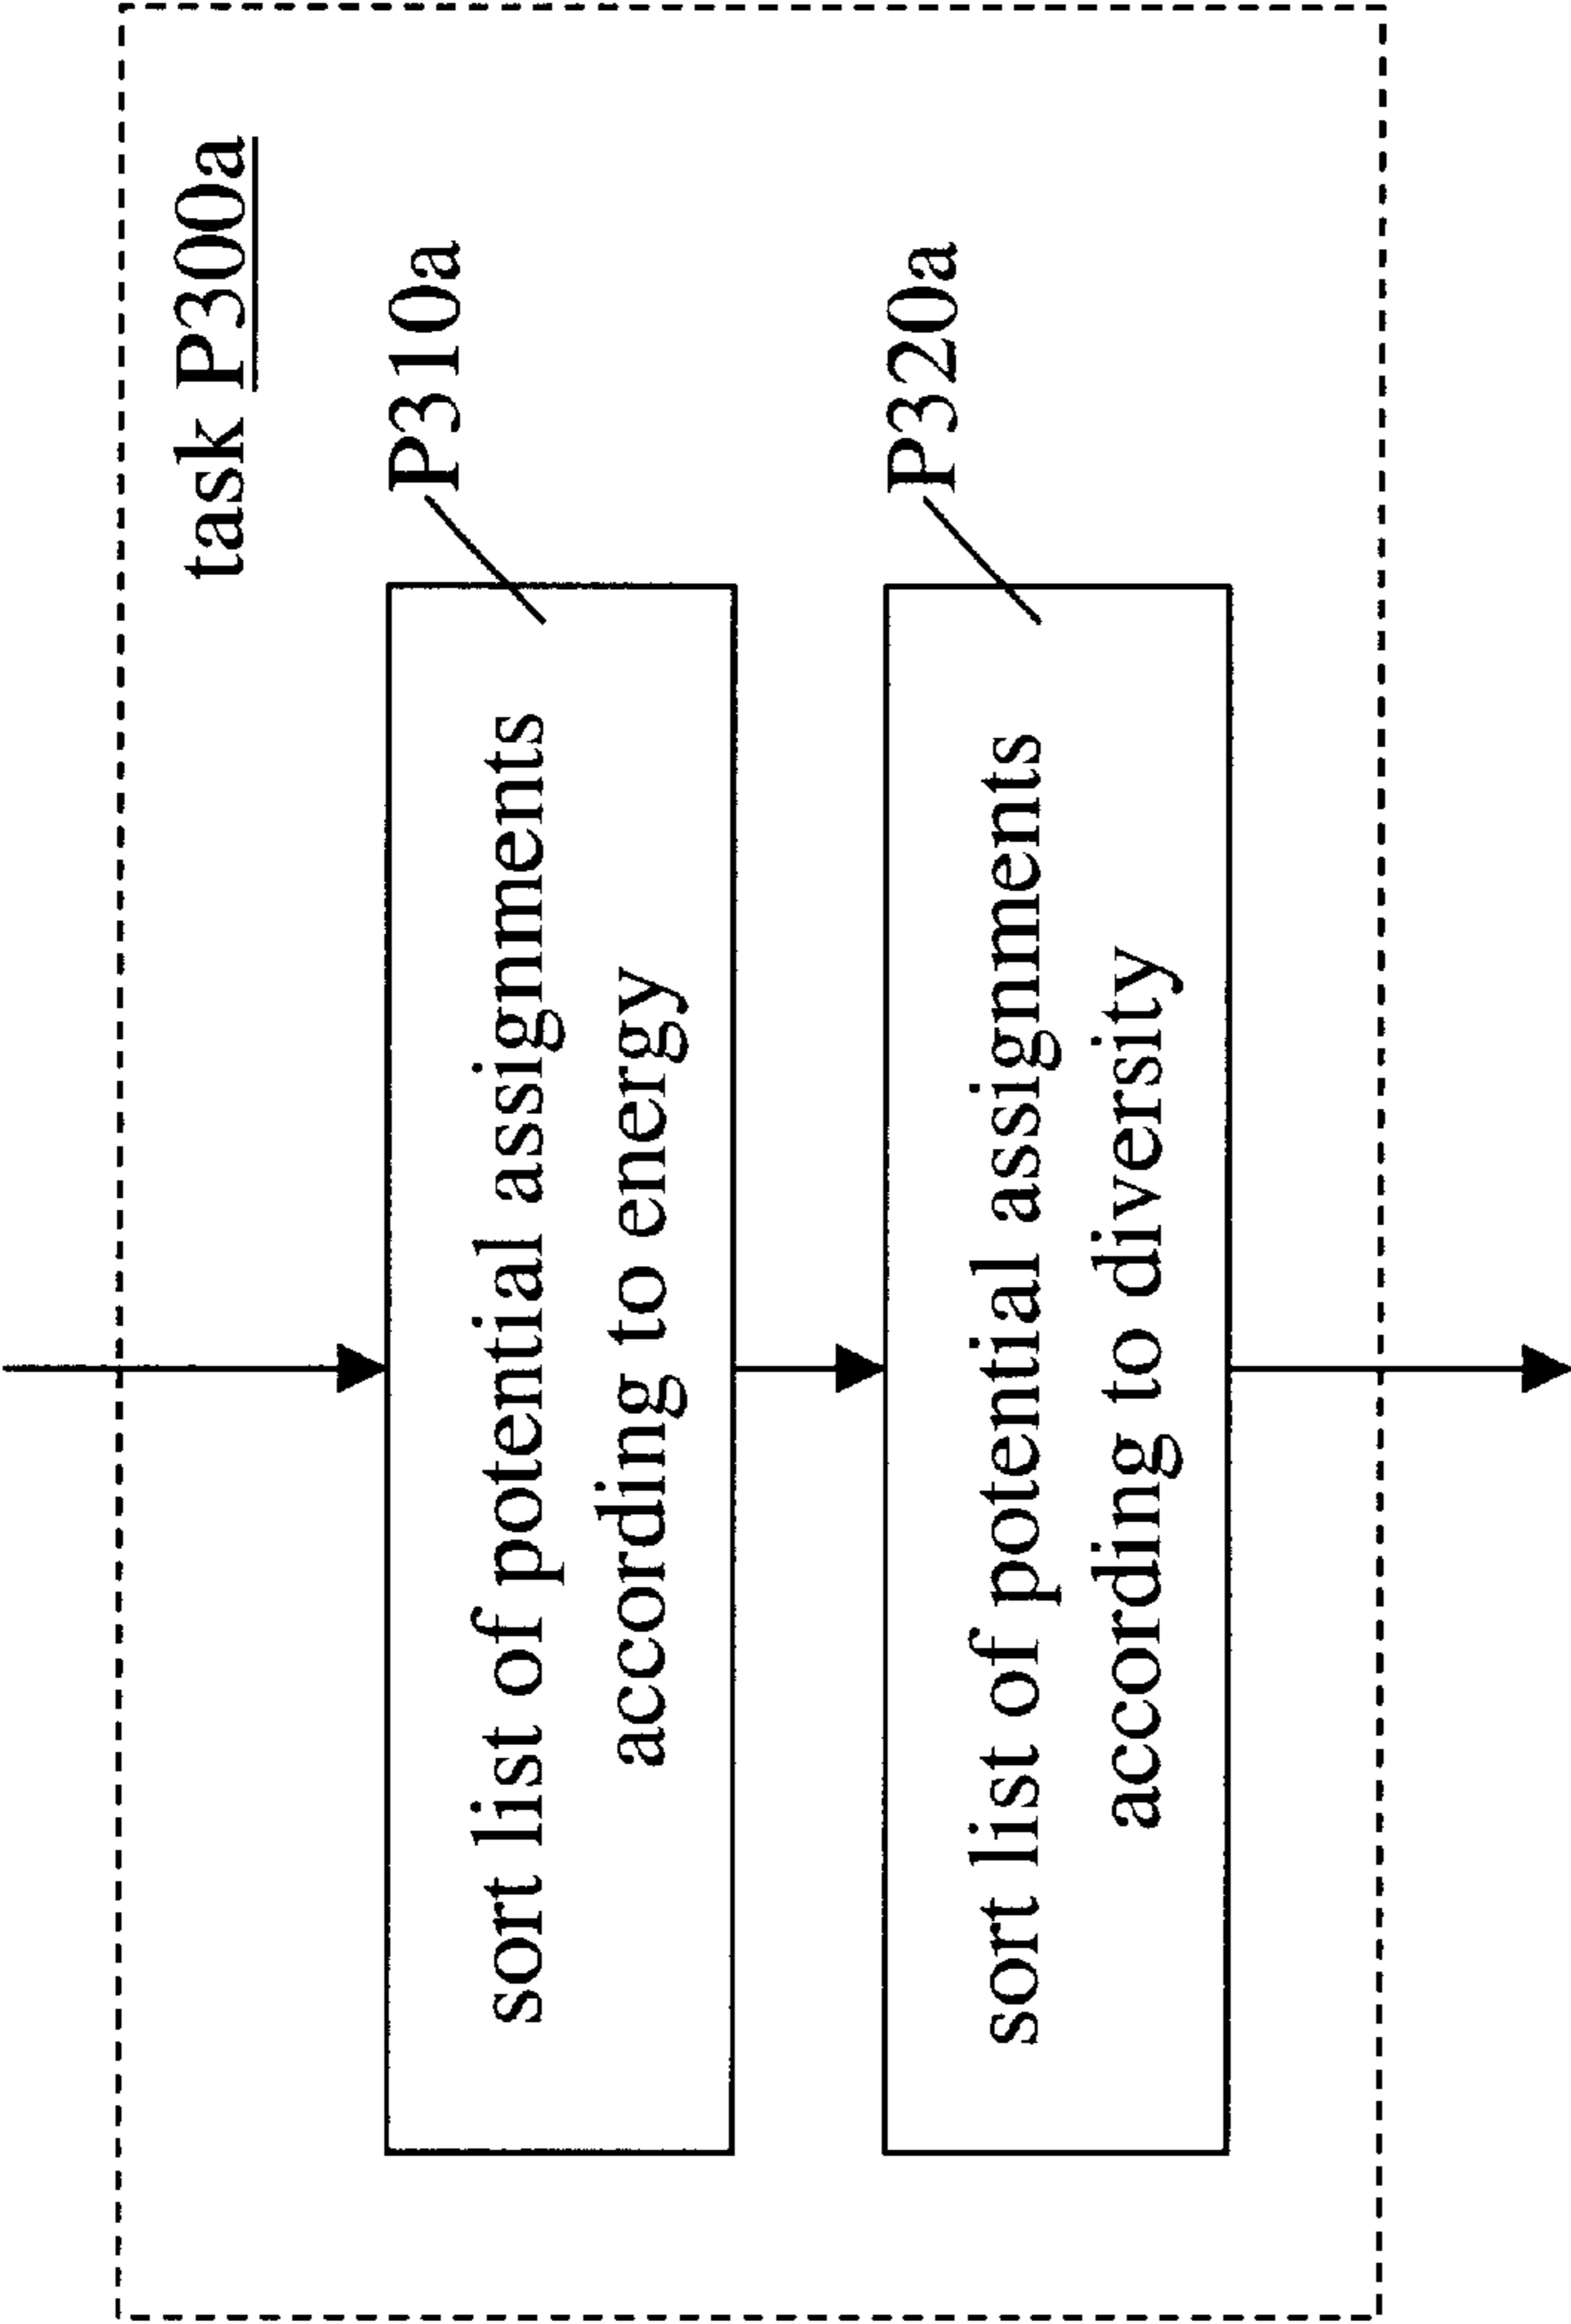 task P300a
P310a
sort list of potential assignments
according to energy
P320a
sort list of potential assignments
according to diversity